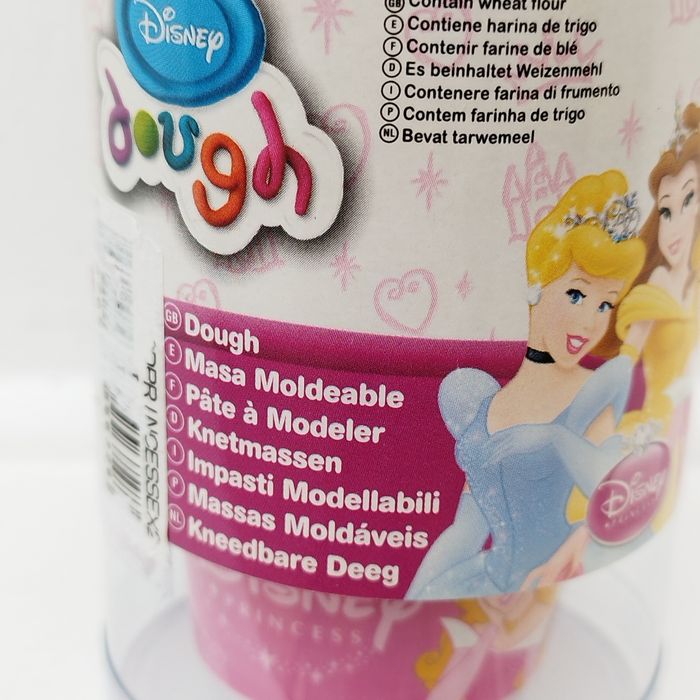 DISNEY
dough
GB Contain wheat flour
E Contiene harina de trigo
F Contenir farine de blé
D Es beinhaltet Weizenmehl
I Contenere farina di frumento
P Contem farinha de trigo
NL Bevat tarwemeel
GB Dough
E Masa Moldeable
F Pâte à Modeler
D Knetmassen
I Impasti Modellabili
P Massas Moldáveis
NL Kneedbare Deeg
DISNEY
PRINCESS
DISNEY
PRINCESS